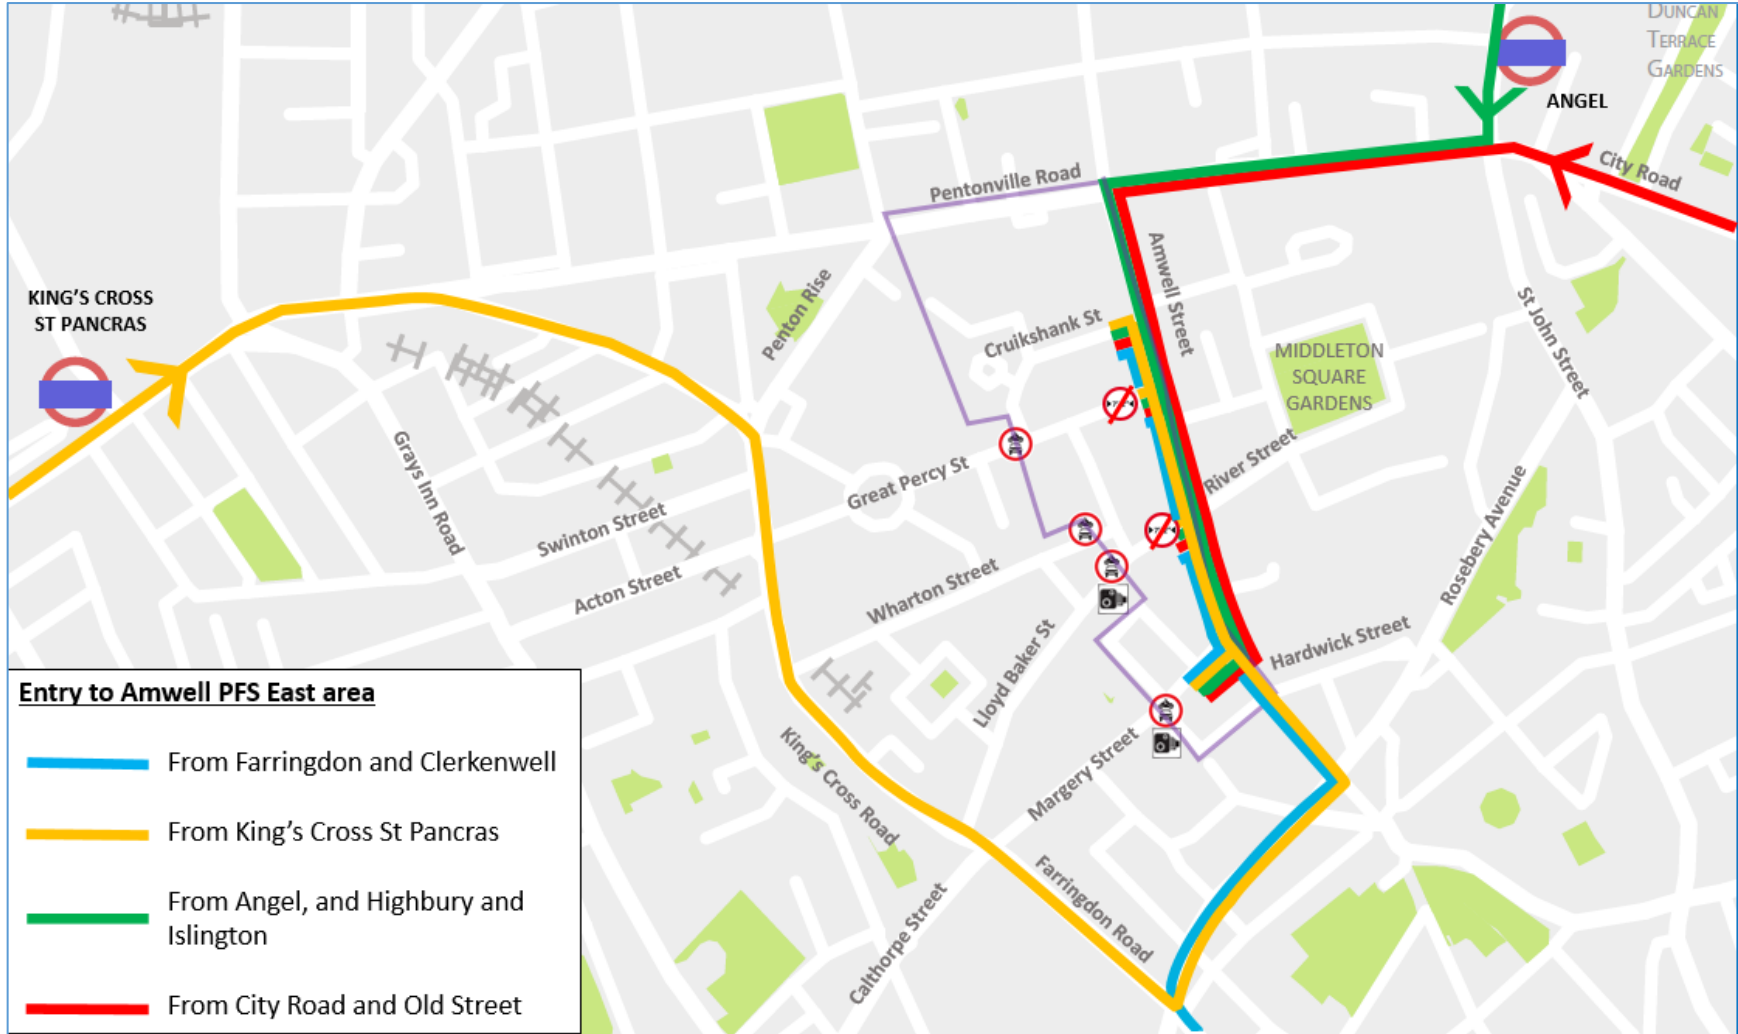 DUNCAN
TERRACE
GARDENS
ANGEL
City Road
Pentonville Road
Amwell Street
St John Street
KING'S CROSS
ST PANCRAS
Penton Rise
Cruikshank St
MIDDLETON
SQUARE
GARDENS
River Street
Grays Inn Road
Great Percy St
Swinton Street
Rosebery Avenue
Acton Street
Wharton Street
Lloyd Baker St
Hardwick Street
Margery Street
King's Cross Road
Farringdon Road
Calthorpe Street
Entry to Amwell PFS East area
From Farringdon and Clerkenwell
From King's Cross St Pancras
From Angel, and Highbury and
Islington
From City Road and Old Street